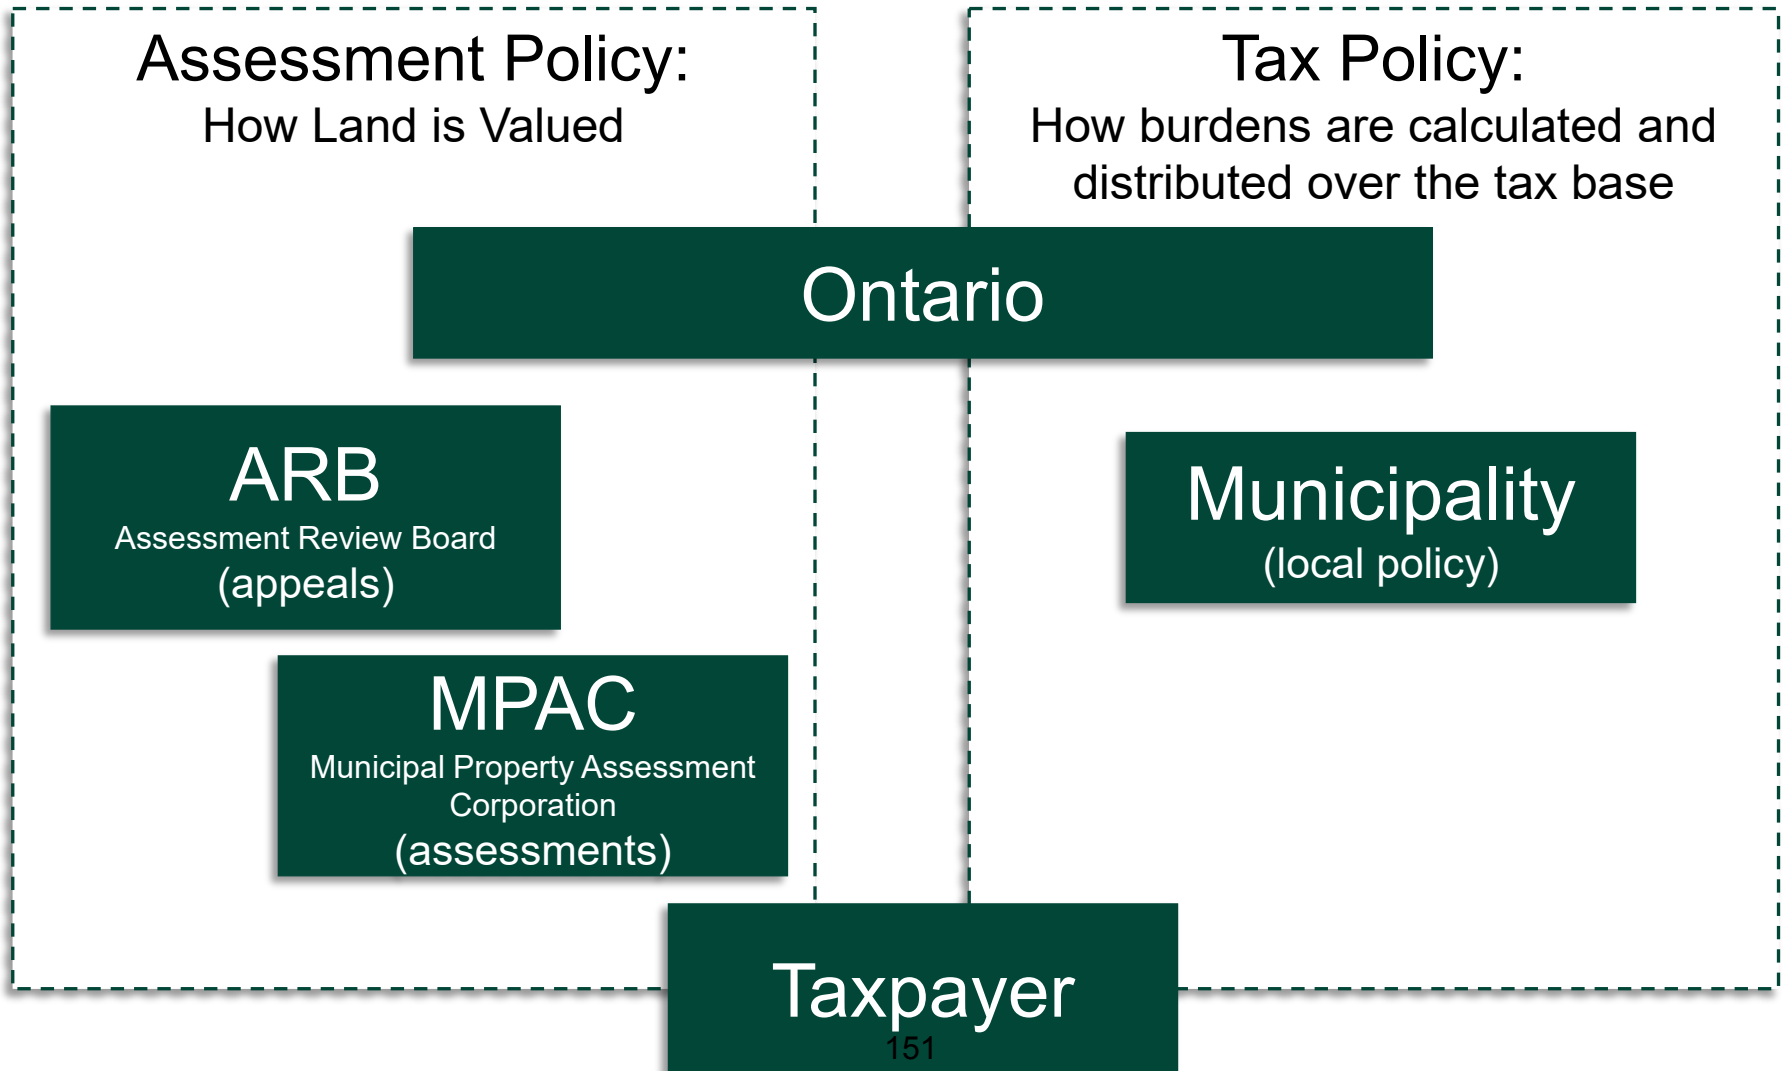 Assessment Policy:
How Land is Valued
Tax Policy:
How burdens are calculated and
distributed over the tax base
Ontario
ARB
Assessment Review Board
(appeals)
Municipality
(local policy)
MPAC
Municipal Property Assessment
Corporation
(assessments)
Taxpayer
151